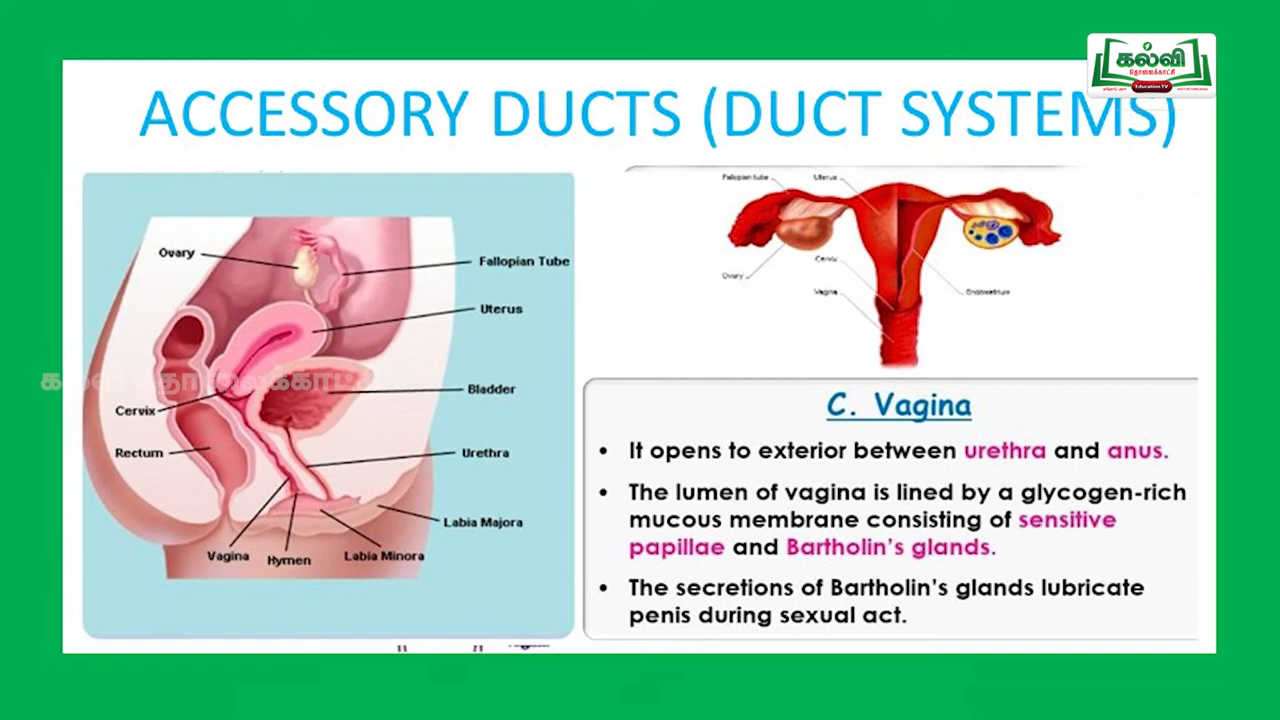 கல்வி
தொலைக்காட்சி
Education TV
ACCESSORY DUCTS (DUCT SYSTEMS)
Ovary
Fallopian Tube
Uterus
Bladder
Cervix
Rectum
Urethra
Labia Majora
Vagina
Hymen
Labia Minora
Fallopian tube
Uterus
Ovary
Cervix
Vagina
Endometrium
கல்வி தொலைக்காட்
C. Vagina
• It opens to exterior between urethra and anus.
• The lumen of vagina is lined by a glycogen-rich
mucous membrane consisting of sensitive
papillae and Bartholin's glands.
• The secretions of Bartholin's glands lubricate
penis during sexual act.